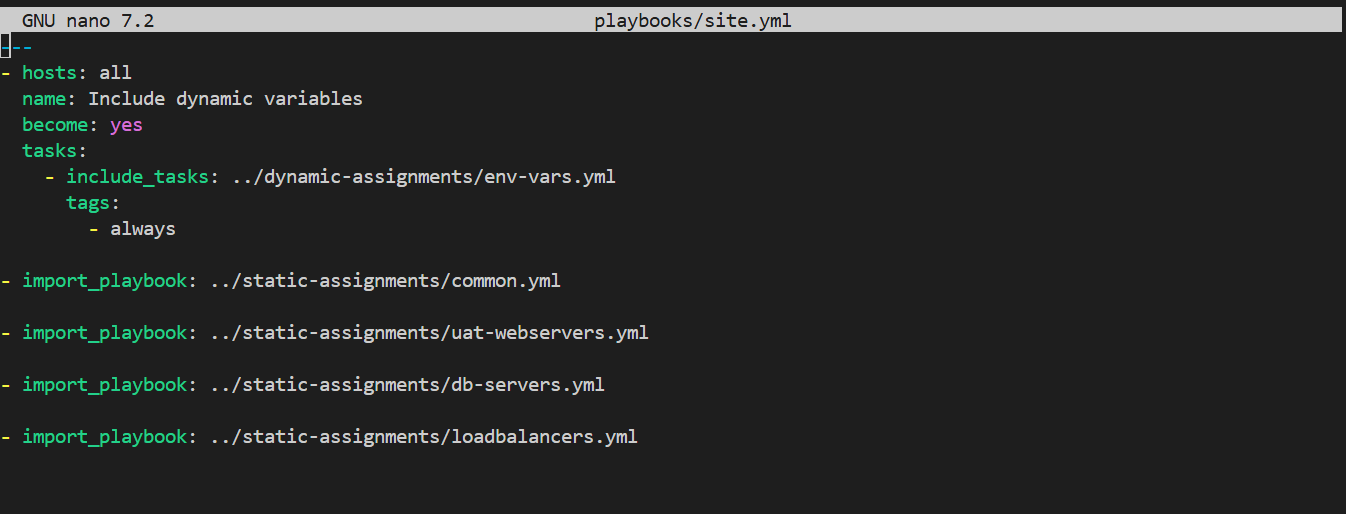 GNU nano 7.2 playbooks/site.yml
---
- hosts: all
  name: Include dynamic variables
  become: yes
  tasks:
    - include_tasks: ../dynamic-assignments/env-vars.yml
      tags:
        - always
- import_playbook: ../static-assignments/common.yml
- import_playbook: ../static-assignments/uat-webservers.yml
- import_playbook: ../static-assignments/db-servers.yml
- import_playbook: ../static-assignments/loadbalancers.yml